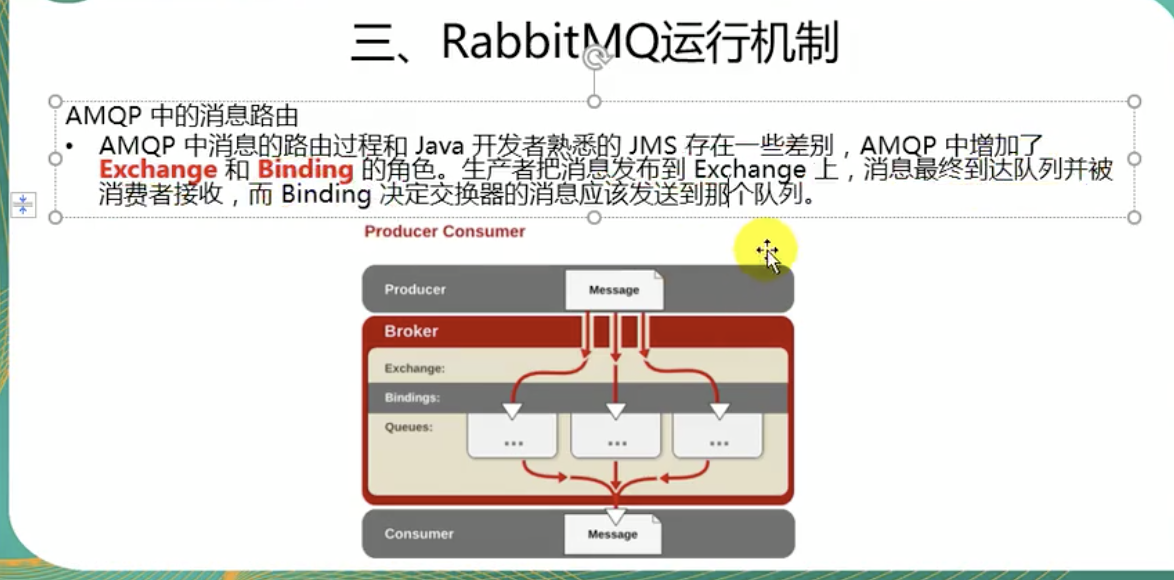 三、RabbitMQ运行机制
AMQP 中的消息路由
• AMQP 中消息的路由过程和 Java 开发者熟悉的 JMS 存在一些差别，AMQP 中增加了
Exchange 和 Binding 的角色。生产者把消息发布到 Exchange 上，消息最终到达队列并被
消费者接收，而 Binding 决定交换器的消息应该发送到那个队列。
Producer Consumer
Producer
Message
Broker
Exchange:
Bindings:
Queues:
... ... ...
Consumer
Message